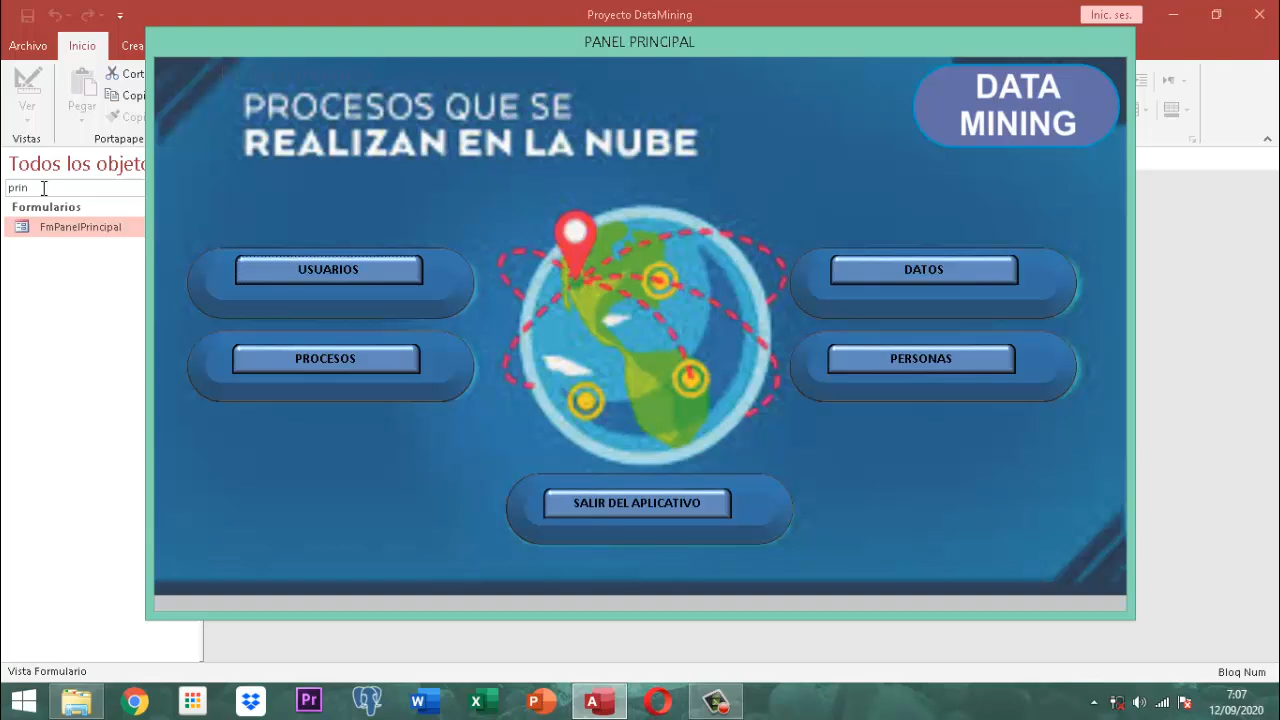 Proyecto DataMining
Inic. ses.
Archivo
Inicio
Crea
Ver
Pegar
Cort
Copi
Copi
Vistas
Portapape
PANEL PRINCIPAL
PROCESOS QUE SE
REALIZAN EN LA NUBE
DATA
MINING
Todos los objeto
prin
Formularios
FmPanelPrincipal
USUARIOS
DATOS
PROCESOS
PERSONAS
SALIR DEL APLICATIVO
Vista Formulario
Bloq Num
7:07
12/09/2020